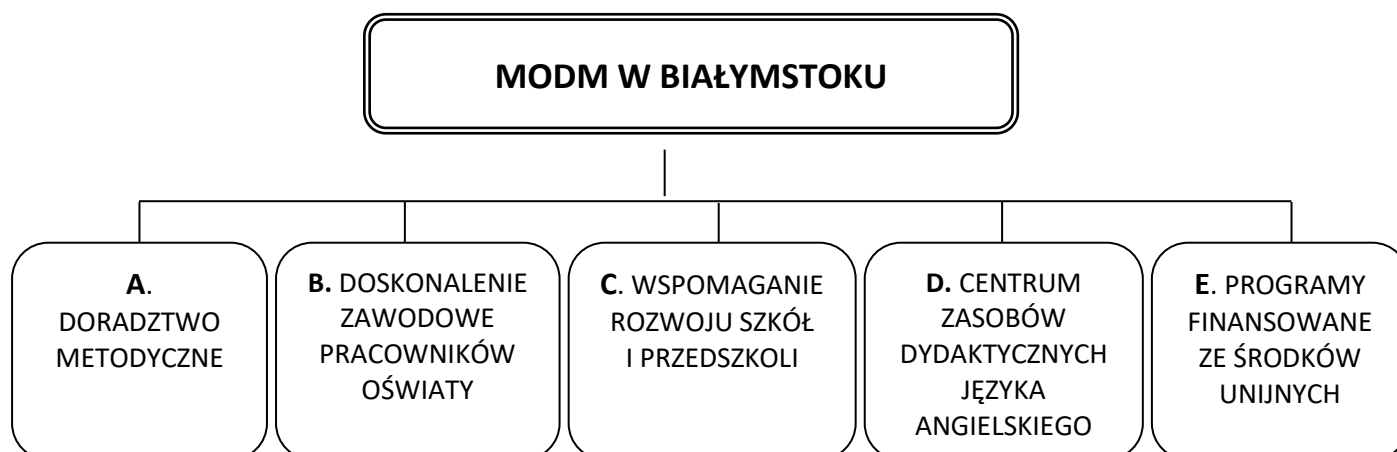 MODM W BIAŁYMSTOKU
A.
DORADZTWO
METODYCZNE
B. DOSKONALENIE
ZAWODOWE
PRACOWNIKÓW
OŚWIATY
C. WSPOMAGANIE
ROZWOJU SZKÓŁ
I PRZEDSZKOLI
D. CENTRUM
ZASOBÓW
DYDAKTYCZNYCH
JĘZYKA
ANGIELSKIEGO
E. PROGRAMY
FINANSOWANE
ZE ŚRODKÓW
UNIJNYCH